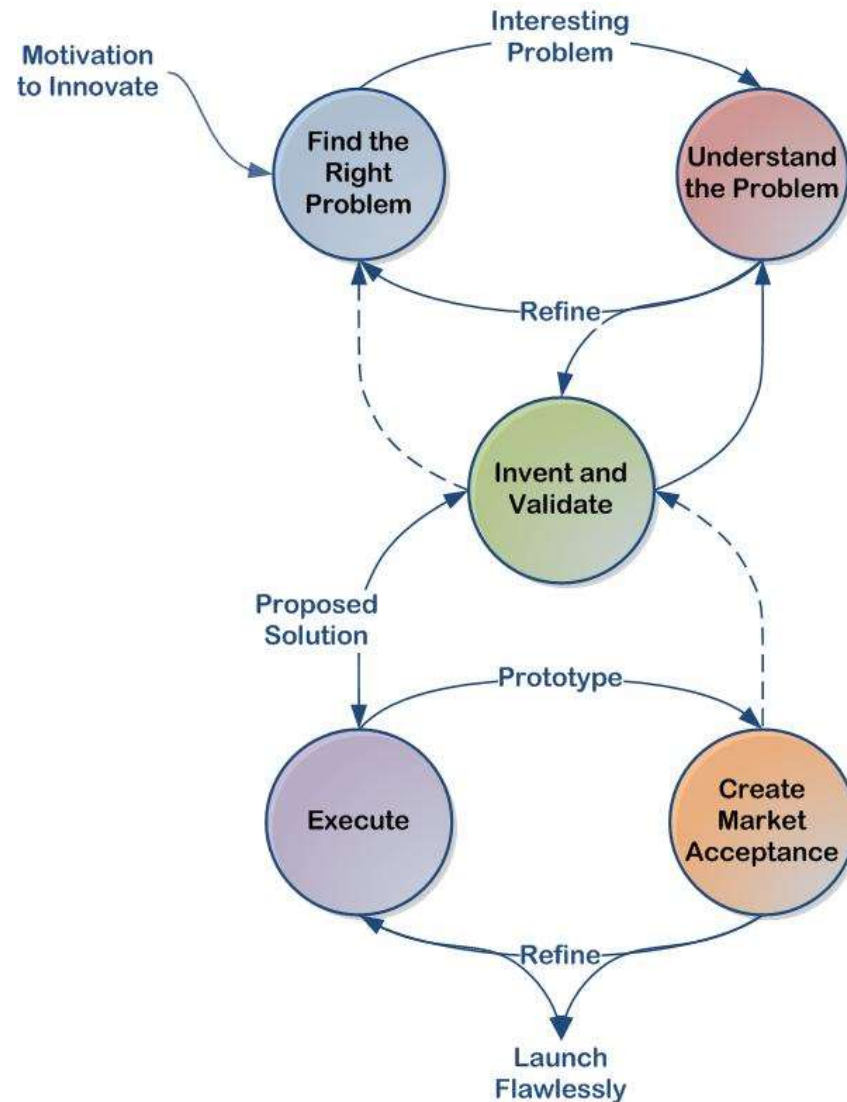 Interesting
Problem
Motivation
to Innovate
Find the
Right
Problem
Understand
the Problem
Refine
Invent and
Validate
Proposed
Solution
Prototype
Execute
Create
Market
Acceptance
Refine
Launch
Flawlessly